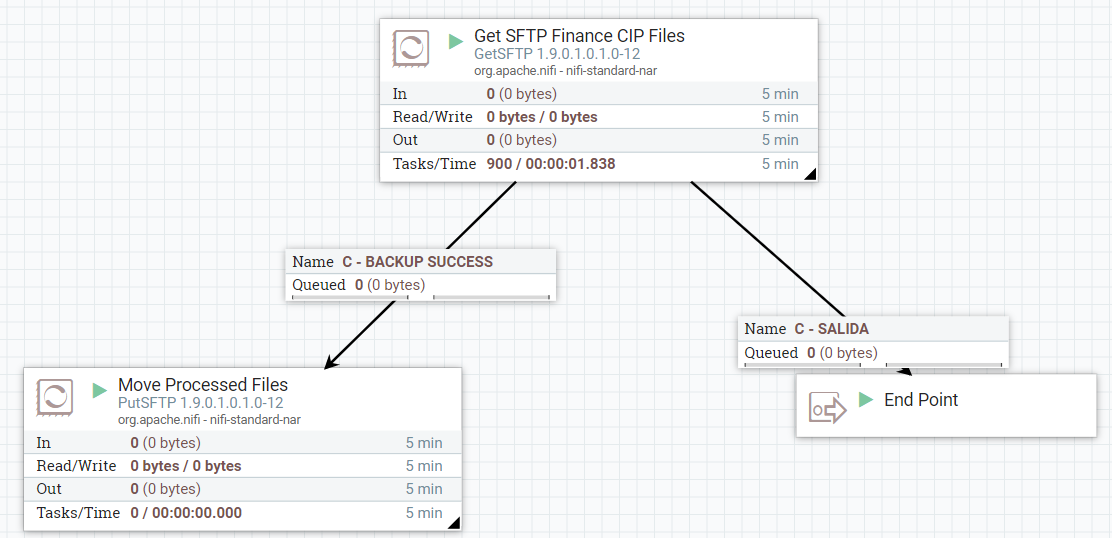 Get SFTP Finance CIP Files
GetSFTP 1.9.0.1.0.1.0-12
org.apache.nifi - nifi-standard-nar
In 0 (0 bytes) 5 min
Read/Write 0 bytes / 0 bytes 5 min
Out 0 (0 bytes) 5 min
Tasks/Time 900 / 00:00:01.838 5 min
Name C - BACKUP SUCCESS
Queued 0 (0 bytes)
Name C - SALIDA
Queued 0 (0 bytes)
Move Processed Files
PutSFTP 1.9.0.1.0.1.0-12
org.apache.nifi - nifi-standard-nar
In 0 (0 bytes) 5 min
Read/Write 0 bytes / 0 bytes 5 min
Out 0 (0 bytes) 5 min
Tasks/Time 0 / 00:00:00.000 5 min
End Point